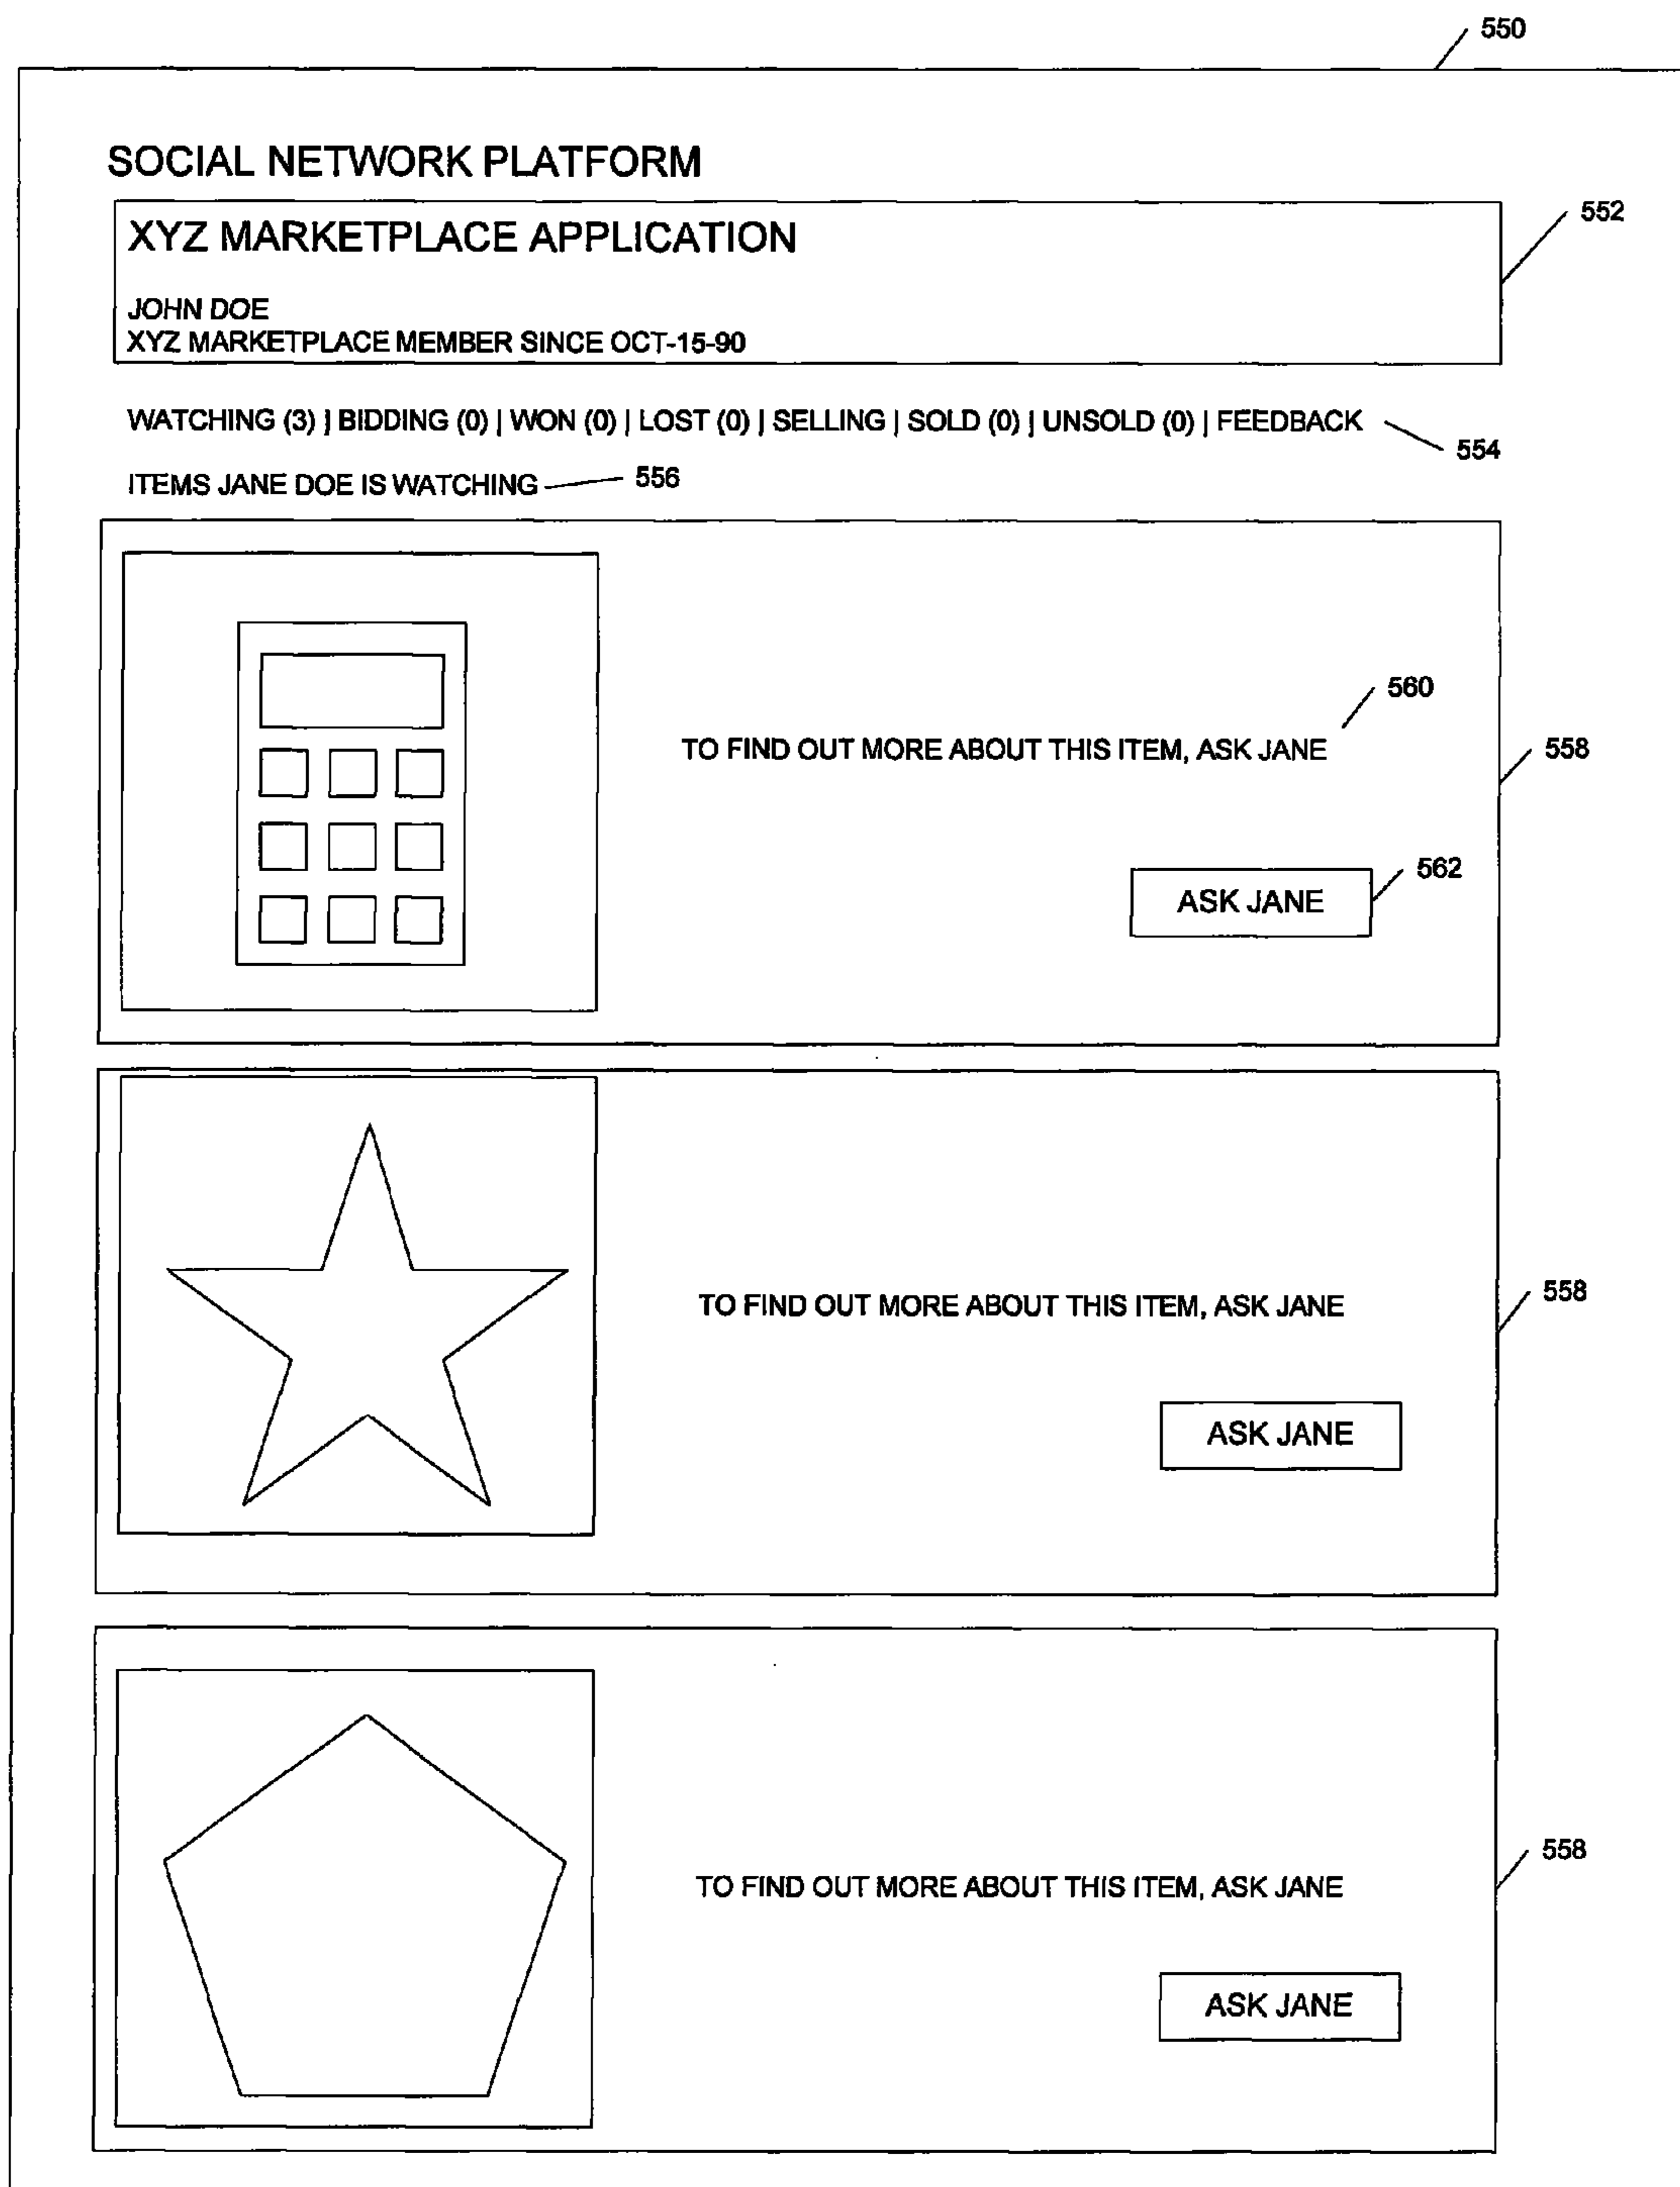 550
SOCIAL NETWORK PLATFORM
XYZ MARKETPLACE APPLICATION
552
JOHN DOE
XYZ MARKETPLACE MEMBER SINCE OCT-15-90
WATCHING (3) | BIDDING (0) | WON (0) | LOST (0) | SELLING | SOLD (0) | UNSOLD (0) | FEEDBACK
554
ITEMS JANE DOE IS WATCHING
556
560
TO FIND OUT MORE ABOUT THIS ITEM, ASK JANE
558
562
ASK JANE
TO FIND OUT MORE ABOUT THIS ITEM, ASK JANE
558
ASK JANE
558
TO FIND OUT MORE ABOUT THIS ITEM, ASK JANE
ASK JANE